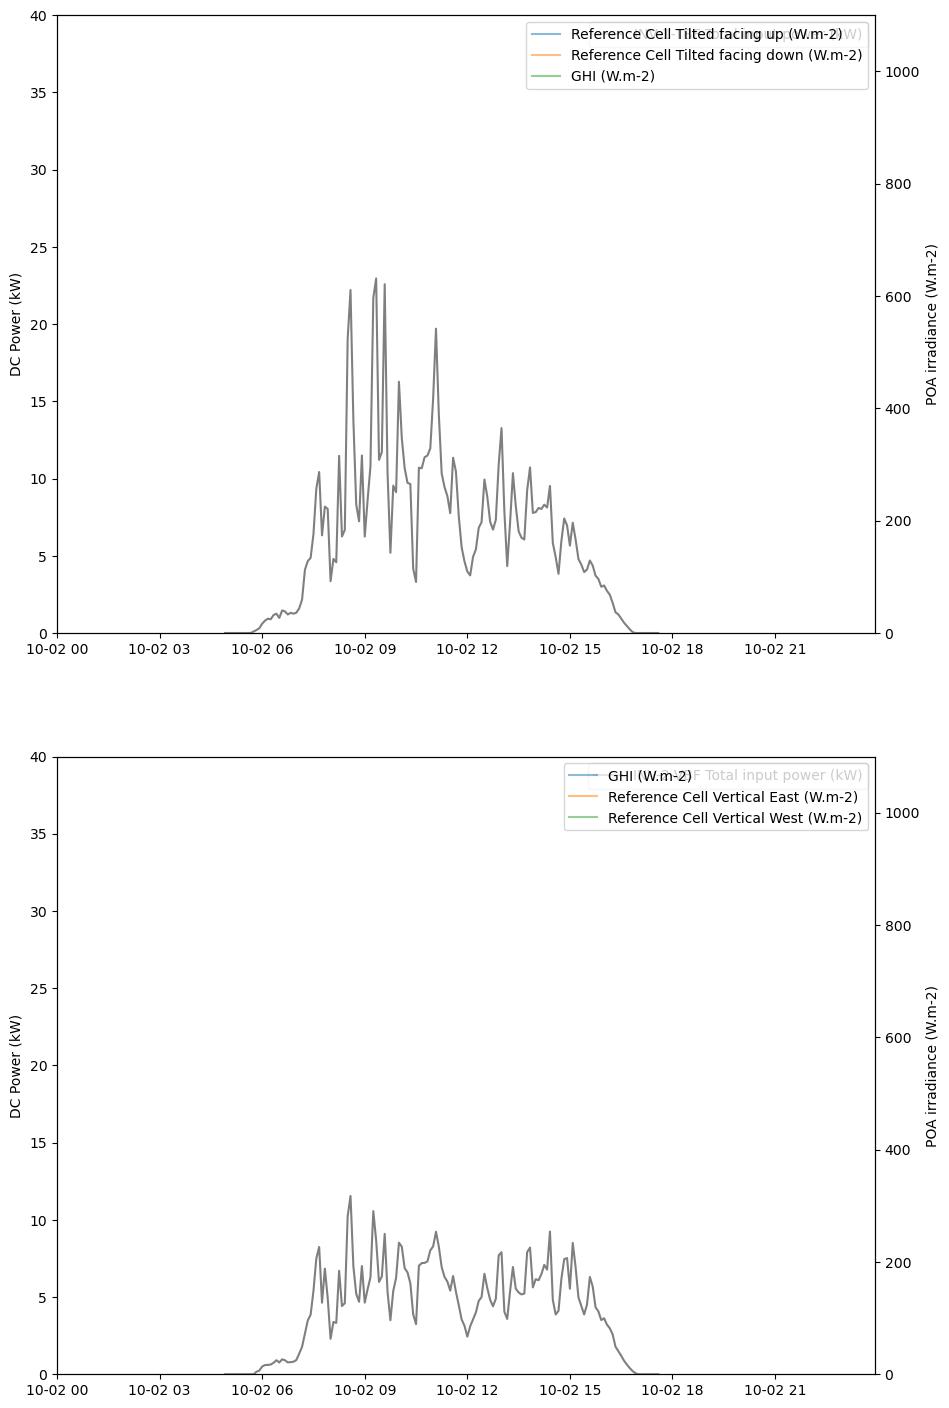 40
35
30
25
20
15
10
5
0
DC Power (kW)
Reference Cell Tilted facing up (W.m-2)
Reference Cell Tilted facing down (W.m-2)
GHI (W.m-2)
1000
800
600
400
200
0
POA irradiance (W.m-2)
10-02 00 10-02 03 10-02 06 10-02 09 10-02 12 10-02 15 10-02 18 10-02 21
40
35
30
25
20
15
10
5
0
DC Power (kW)
GHI (W.m-2)
Total input power (kW)
Reference Cell Vertical East (W.m-2)
Reference Cell Vertical West (W.m-2)
1000
800
600
400
200
0
POA irradiance (W.m-2)
10-02 00 10-02 03 10-02 06 10-02 09 10-02 12 10-02 15 10-02 18 10-02 21